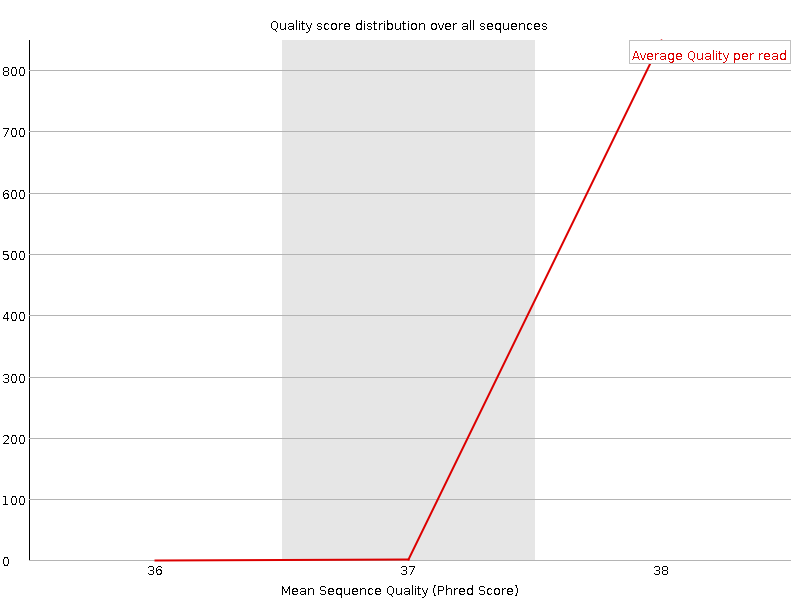 Quality score distribution over all sequences
Average Quality per read
800
700
600
500
400
300
200
100
0
36 37 38
Mean Sequence Quality (Phred Score)